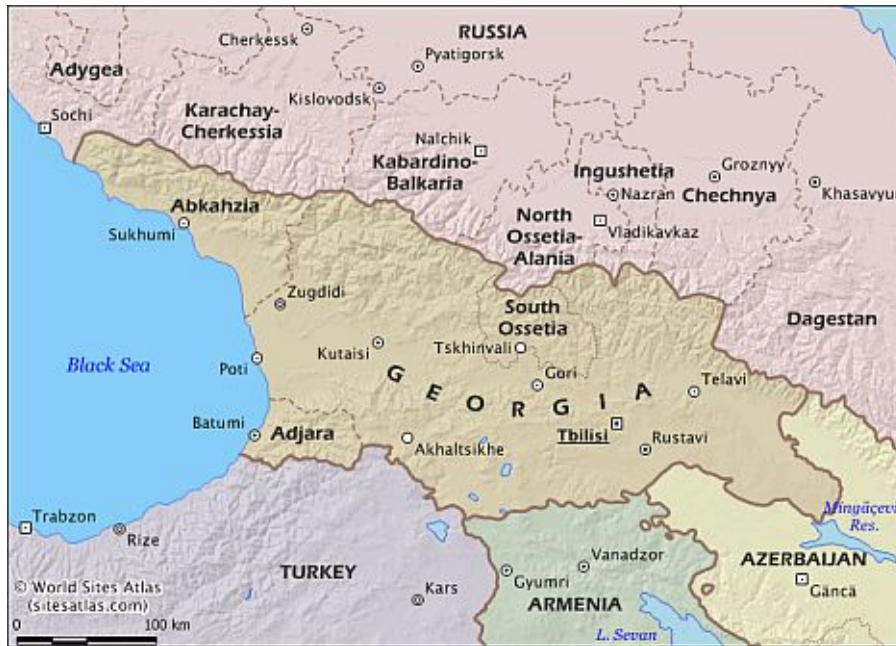 Cherkessk
RUSSIA
Pyatigorsk
Adygea
Kislovodsk
Sochi
Karachay-
Cherkessia
Nalchik
Kabardino-
Balkaria
Ingushetia
Groznyy
Nazran
Chechnya
Khasavyur
Abkahzia
Sukhumi
North
Ossetia-
Alania
Vladikavkaz
Zugdidi
South
Ossetia
Dagestan
Black Sea
Poti
Kutaisi
Tskhinvali
Gori
Telavi
GEORGIA
Batumi
Adjara
Akhaltsikhe
Tbilisi
Rustavi
Trabzon
Rize
Mingäçevi
Res.
TURKEY
Kars
Gyumri
Vanadzor
ARMENIA
AZERBAIJAN
Gäncä
L. Sevan
© World Sites Atlas
(sitesatlas.com)
0 100 km